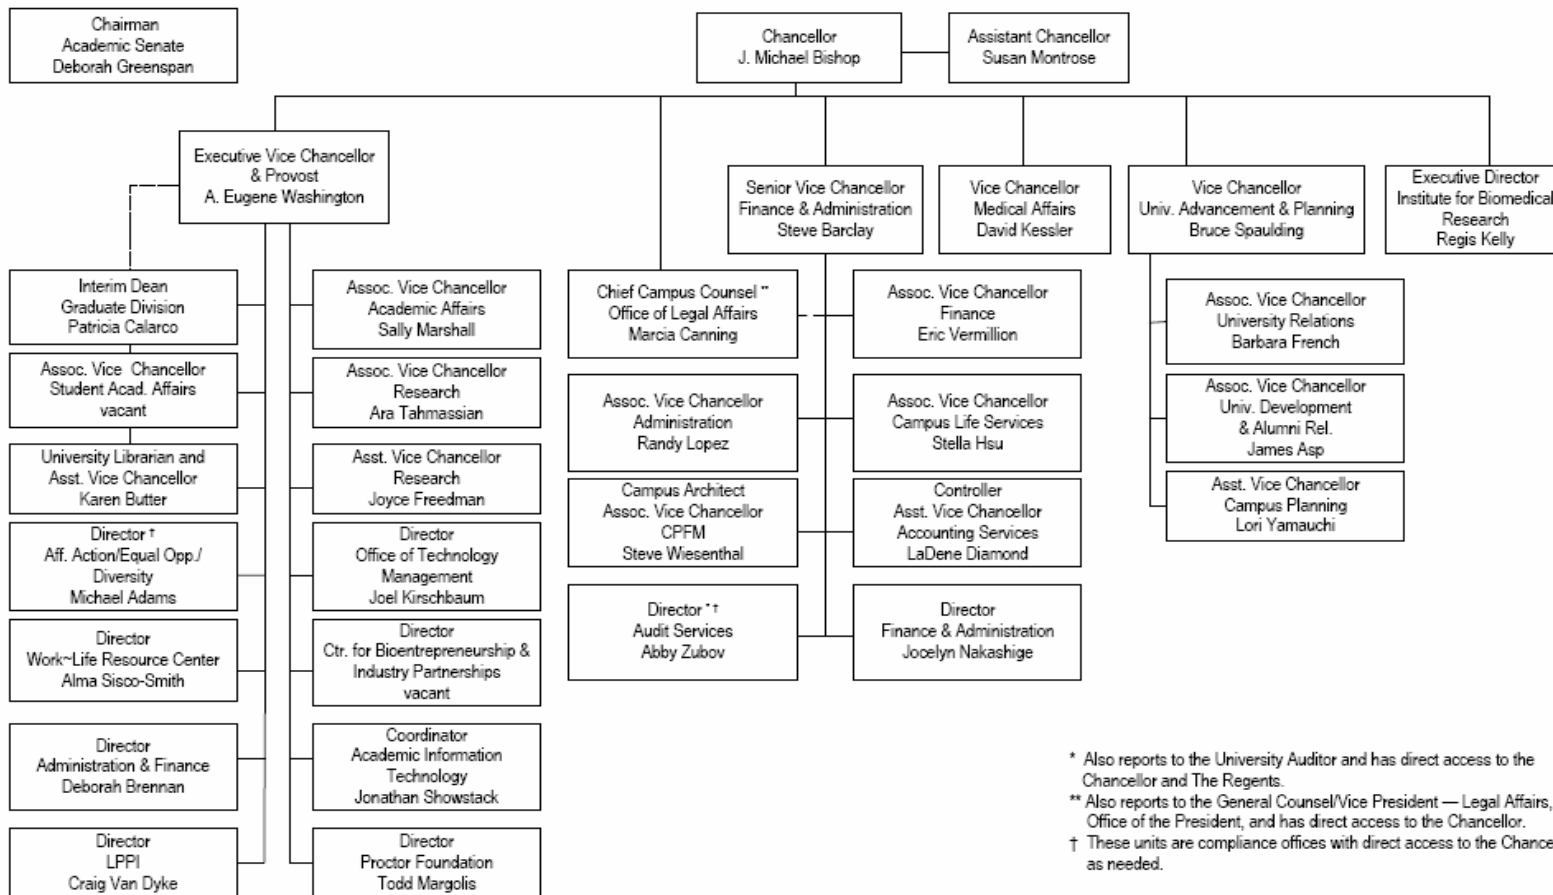 Chairman
Academic Senate
Deborah Greenspan
Chancellor
J. Michael Bishop
Assistant Chancellor
Susan Montrose
Executive Vice Chancellor
& Provost
A. Eugene Washington
Senior Vice Chancellor
Finance & Administration
Steve Barclay
Vice Chancellor
Medical Affairs
David Kessler
Vice Chancellor
Univ. Advancement & Planning
Bruce Spaulding
Executive Director
Institute for Biomedical
Research
Regis Kelly
Interim Dean
Graduate Division
Patricia Calarco
Assoc. Vice Chancellor
Academic Affairs
Sally Marshall
Chief Campus Counsel **
Office of Legal Affairs
Marcia Canning
Assoc. Vice Chancellor
Finance
Eric Vermillion
Assoc. Vice Chancellor
University Relations
Barbara French
Assoc. Vice Chancellor
Student Acad. Affairs
vacant
Assoc. Vice Chancellor
Research
Ara Tahmassian
Assoc. Vice Chancellor
Administration
Randy Lopez
Assoc. Vice Chancellor
Campus Life Services
Stella Hsu
Assoc. Vice Chancellor
Univ. Development
& Alumni Rel.
James Asp
University Librarian and
Asst. Vice Chancellor
Karen Butter
Asst. Vice Chancellor
Research
Joyce Freedman
Campus Architect
Assoc. Vice Chancellor
CPFM
Steve Wiesenthal
Controller
Asst. Vice Chancellor
Accounting Services
LaDene Diamond
Asst. Vice Chancellor
Campus Planning
Lori Yamauchi
Director †
Aff. Action/Equal Opp./
Diversity
Michael Adams
Director
Office of Technology
Management
Joel Kirschbaum
Director *†
Audit Services
Abby Zubov
Director
Finance & Administration
Jocelyn Nakashige
Director
Work~Life Resource Center
Alma Sisco-Smith
Director
Ctr. for Bioentrepreneurship &
Industry Partnerships
vacant
Director
Administration & Finance
Deborah Brennan
Coordinator
Academic Information
Technology
Jonathan Showstack
Director
LPPI
Craig Van Dyke
Director
Proctor Foundation
Todd Margolis
* Also reports to the University Auditor and has direct access to the
Chancellor and The Regents.
** Also reports to the General Counsel/Vice President — Legal Affairs,
Office of the President, and has direct access to the Chancellor.
† These units are compliance offices with direct access to the Chance
as needed.